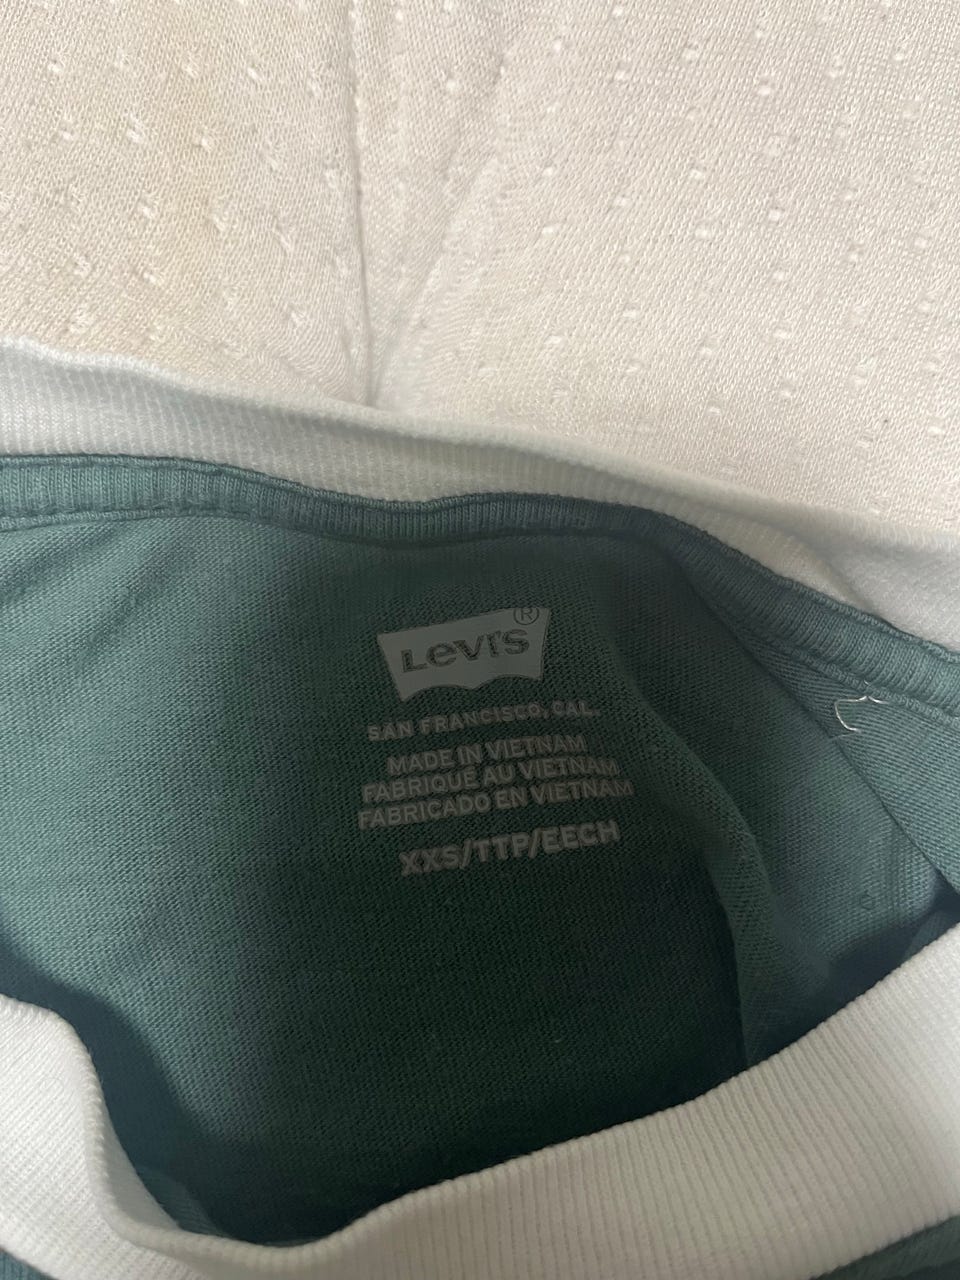 Levi's®
SAN FRANCISCO, CAL.
MADE IN VIETNAM
FABRIQUÉ AU VIETNAM
FABRICADO EN VIETNAM
XXS/TTP/EECH